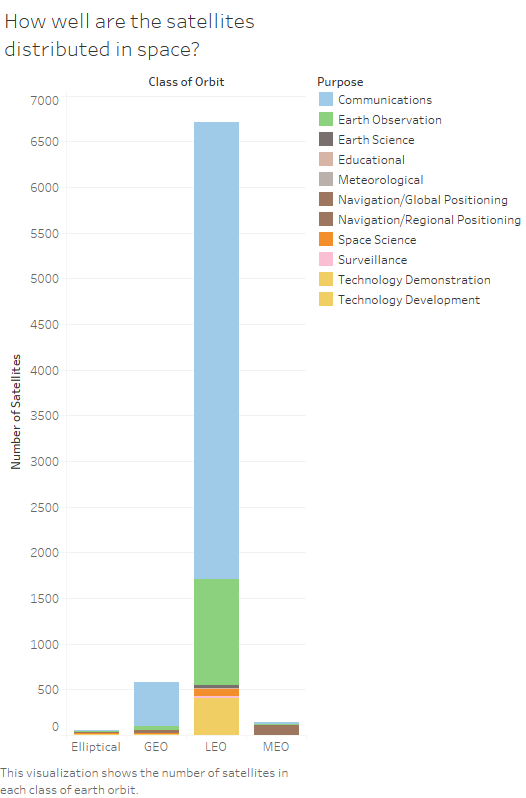 How well are the satellites
distributed in space?
Class of Orbit
Purpose
Communications
Earth Observation
Earth Science
Educational
Meteorological
Navigation/Global Positioning
Navigation/Regional Positioning
Space Science
Surveillance
Technology Demonstration
Technology Development
Number of Satellites
7000
6500
6000
5500
5000
4500
4000
3500
3000
2500
2000
1500
1000
500
0
Elliptical GEO LEO MEO
This visualization shows the number of satellites in
each class of earth orbit.